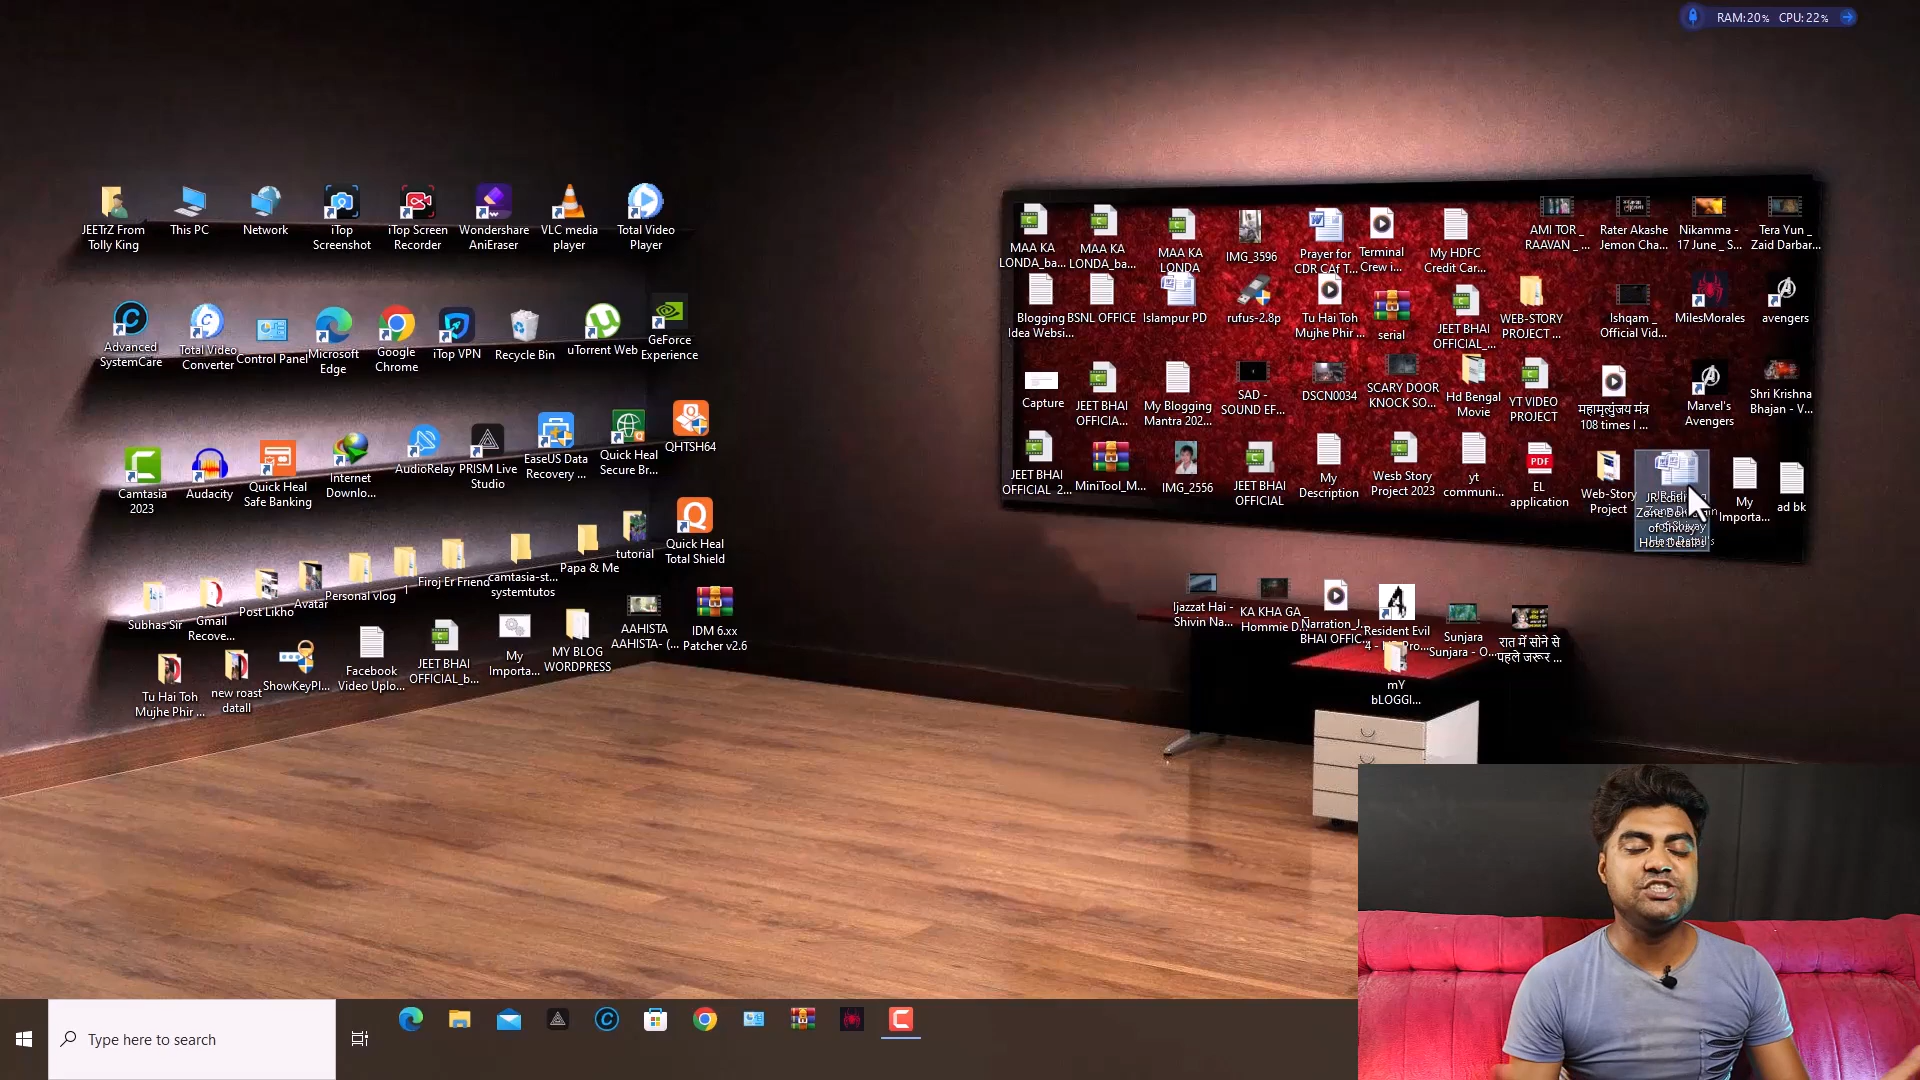 RAM:20% CPU:22%
JEETrZ From
Tolly King
This PC
Network
iTop
Screenshot
iTop Screen
Recorder
Wondershare
AniEraser
VLC media
player
Total Video
Player
Advanced
SystemCare
Total Video
Converter
Control Panel
Microsoft
Edge
Google
Chrome
iTop VPN
Recycle Bin
uTorrent Web
GeForce
Experience
Camtasia
2023
Audacity
Quick Heal
Safe Banking
Internet
Downlo...
AudioRelay
PRISM Live
Studio
EaseUS Data
Recovery ...
Quick Heal
Secure Br...
QHTSH64
Subhas Sir
Gmail
Recove...
Post Likho
Avatar
Personal vlog
1
Firoj Er Friend
camtasia-st...
systemtutos
Papa & Me
tutorial
Quick Heal
Total Shield
Tu Hai Toh
Mujhe Phir ...
new roast
datall
ShowKeyPl...
Facebook
Video Uplo...
JEET BHAI
OFFICIAL_b...
My
Importa...
MY BLOG
WORDPRESS
AAHISTA
AAHISTA- (...
IDM 6.xx
Patcher v2.6
MAA KA
LONDA_ba...
MAA KA
LONDA_ba...
MAA KA
LONDA
IMG_3596
Prayer for
CDR CAf T...
Terminal
Crew i...
My HDFC
Credit Car...
AMI TOR _
RAAVAN _ ...
Rater Akashe
Jemon Cha...
Nikamma -
17 June _ S...
Tera Yun _
Zaid Darbar...
Blogging
Idea Websi...
BSNL OFFICE
Islampur PD
rufus-2.8p
Tu Hai Toh
Mujhe Phir ...
serial
JEET BHAI
OFFICIAL_...
WEB-STORY
PROJECT ...
Ishqam _
Official Vid...
MilesMorales
avengers
Capture
JEET BHAI
OFFICIA...
My Blogging
Mantra 202...
SAD -
SOUND EF...
DSCN0034
SCARY DOOR
KNOCK SO...
Hd Bengal
Movie
YT VIDEO
PROJECT
महामृत्युंजय मंत्र
108 times I ...
Marvel's
Avengers
Shri Krishna
Bhajan - V...
JEET BHAI
OFFICIAL 2...
MiniTool_M...
IMG_2556
JEET BHAI
OFFICIAL
My
Description
Wesb Story
Project 2023
yt
communi...
PDF
EL
application
Web-Story
Project
JR Editing
Zone Domain
of Shivay
Host Detail's
My
Importa...
ad bk
Ijazzat Hai -
Shivin Na...
KA KHA GA_
Hommie D...
Narration_J...
BHAI OFFIC...
Resident Evil
4 - HD Pro...
Sunjara
Sunjara - O...
रात में सोने से
पहले जरूर ...
mY
bLOGGI...
Type here to search